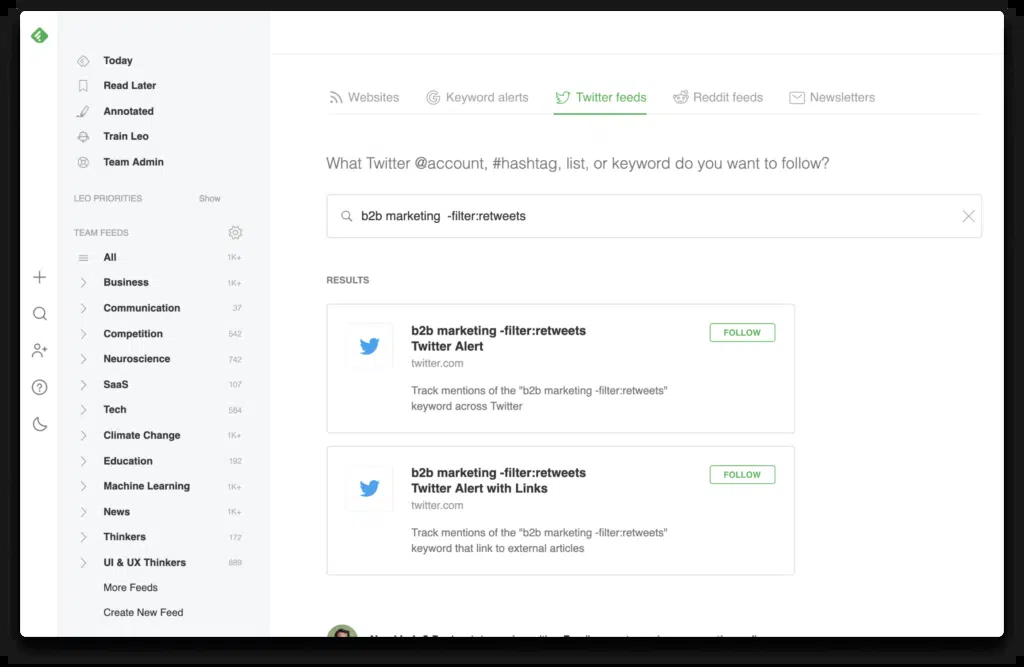 Today
Read Later
Annotated
Train Leo
Team Admin
LEO PRIORITIES Show
TEAM FEEDS
All 1K+
Business 1K+
Communication 37
Competition 542
Neuroscience 742
SaaS 107
Tech 564
Climate Change 1K+
Education 192
Machine Learning 1K+
News 1K+
Thinkers 172
UI & UX Thinkers 889
More Feeds
Create New Feed
Websites Keyword alerts Twitter feeds Reddit feeds Newsletters
What Twitter @account, #hashtag, list, or keyword do you want to follow?
b2b marketing -filter:retweets
RESULTS
b2b marketing -filter:retweets
Twitter Alert
FOLLOW
twitter.com
Track mentions of the "b2b marketing -filter:retweets"
keyword across Twitter
b2b marketing -filter:retweets
Twitter Alert with Links
FOLLOW
twitter.com
Track mentions of the "b2b marketing -filter:retweets"
keyword that link to external articles